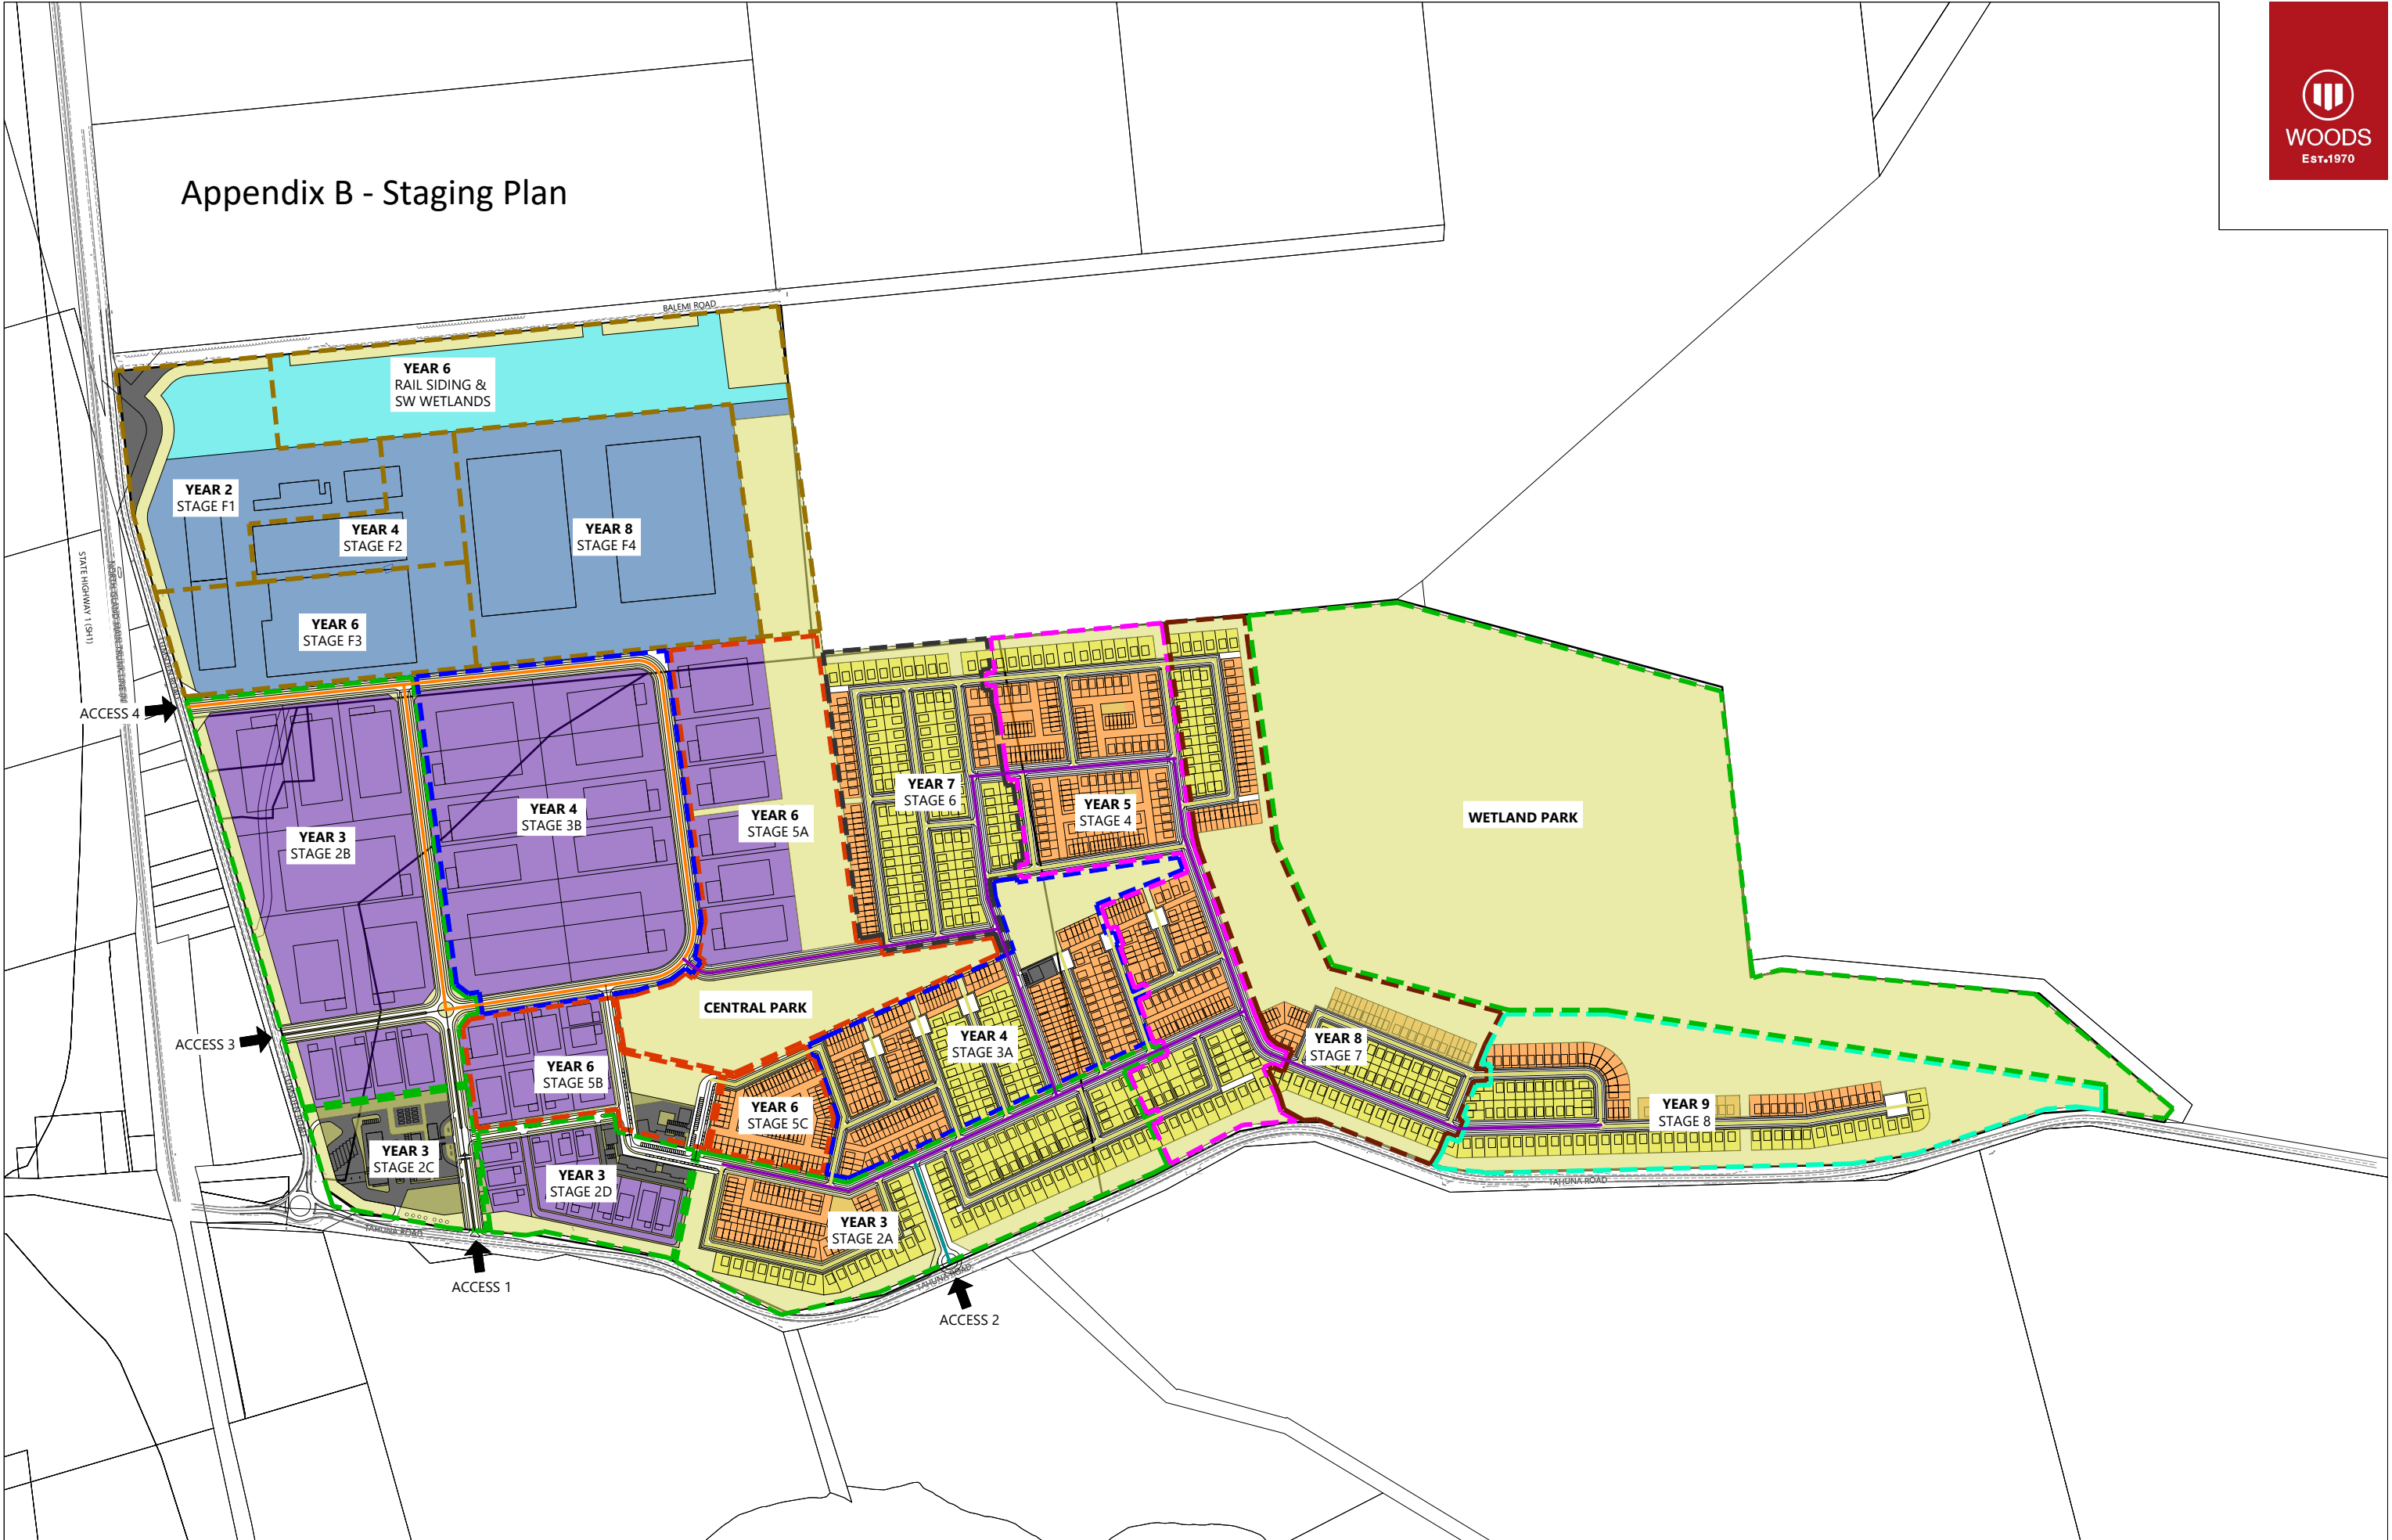 WOODS
EST.1970
Appendix B - Staging Plan
BALEMI ROAD
YEAR 6
RAIL SIDING &
SW WETLANDS
YEAR 2
STAGE F1
YEAR 4
STAGE F2
YEAR 8
STAGE F4
STATE HIGHWAY 1 (SH1)
YEAR 6
STAGE F3
ACCESS 4
YEAR 3
STAGE 2B
YEAR 4
STAGE 3B
YEAR 6
STAGE 5A
YEAR 7
STAGE 6
YEAR 5
STAGE 4
WETLAND PARK
CENTRAL PARK
ACCESS 3
YEAR 6
STAGE 5B
YEAR 4
STAGE 3A
YEAR 8
STAGE 7
YEAR 6
STAGE 5C
YEAR 9
STAGE 8
YEAR 3
STAGE 2C
YEAR 3
STAGE 2D
YEAR 3
STAGE 2A
TAHUNA ROAD
TAHUNA ROAD
TAHUNA ROAD
ACCESS 1
ACCESS 2